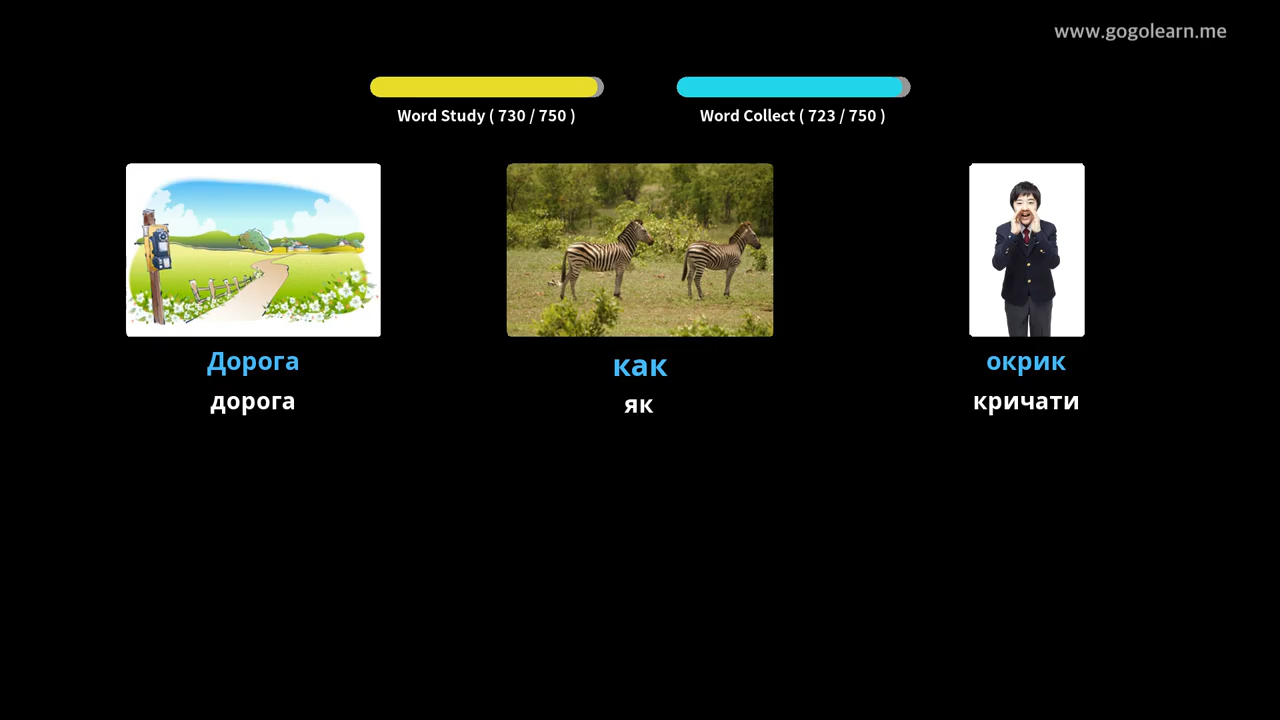 www.gogolearn.me
Word Study ( 730 / 750 )
Word Collect ( 723 / 750 )
Дорога
как
окрик
дорога
як
кричати